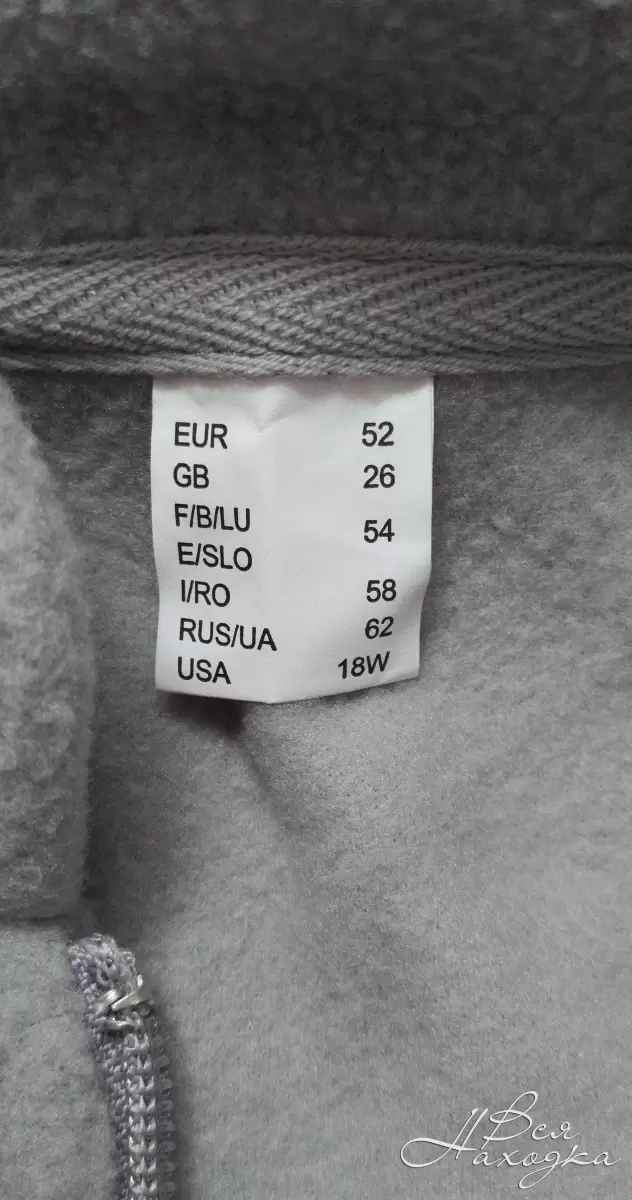 EUR 52
GB 26
F/B/LU
E/SLO 54
I/RO 58
RUS/UA 62
USA 18W
Вся
Находка